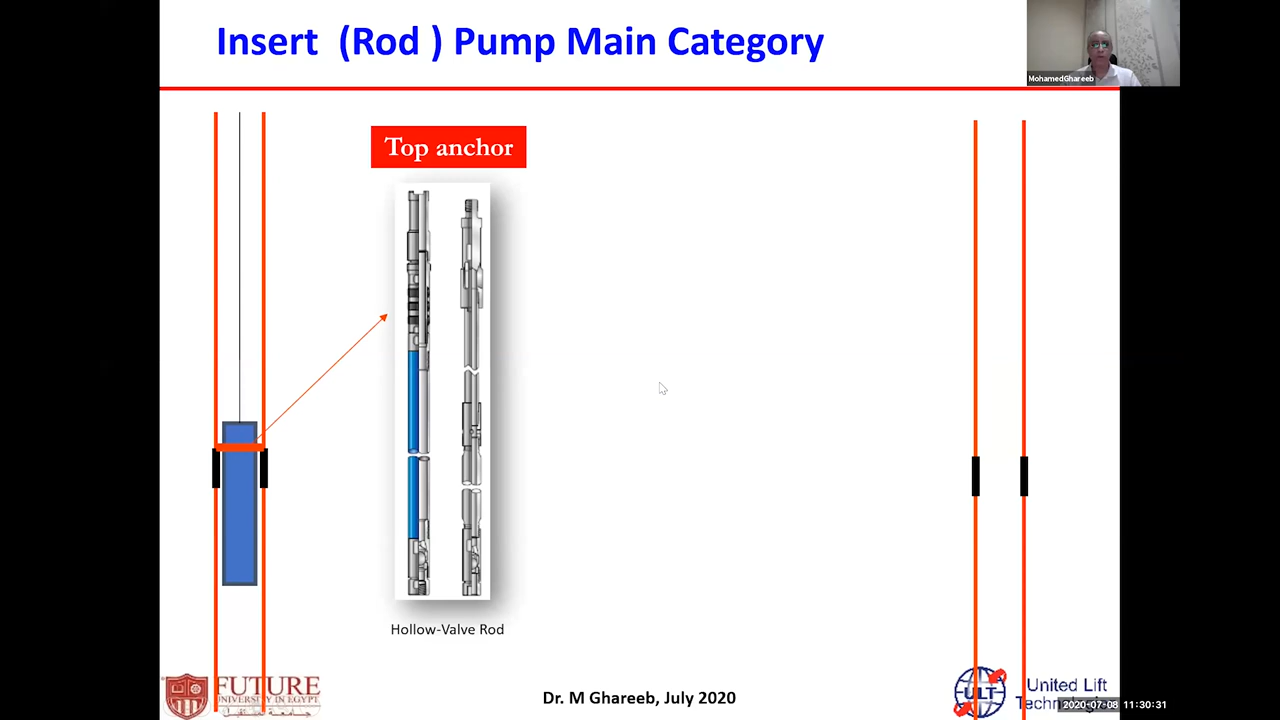 Insert (Rod ) Pump Main Category
MohamedGhareeb
Top anchor
Hollow-Valve Rod
FUTURE
UNIVERSITY IN EGYPT
Dr. M Ghareeb, July 2020
ULT
United Lift
2020-07-08 11:30:31